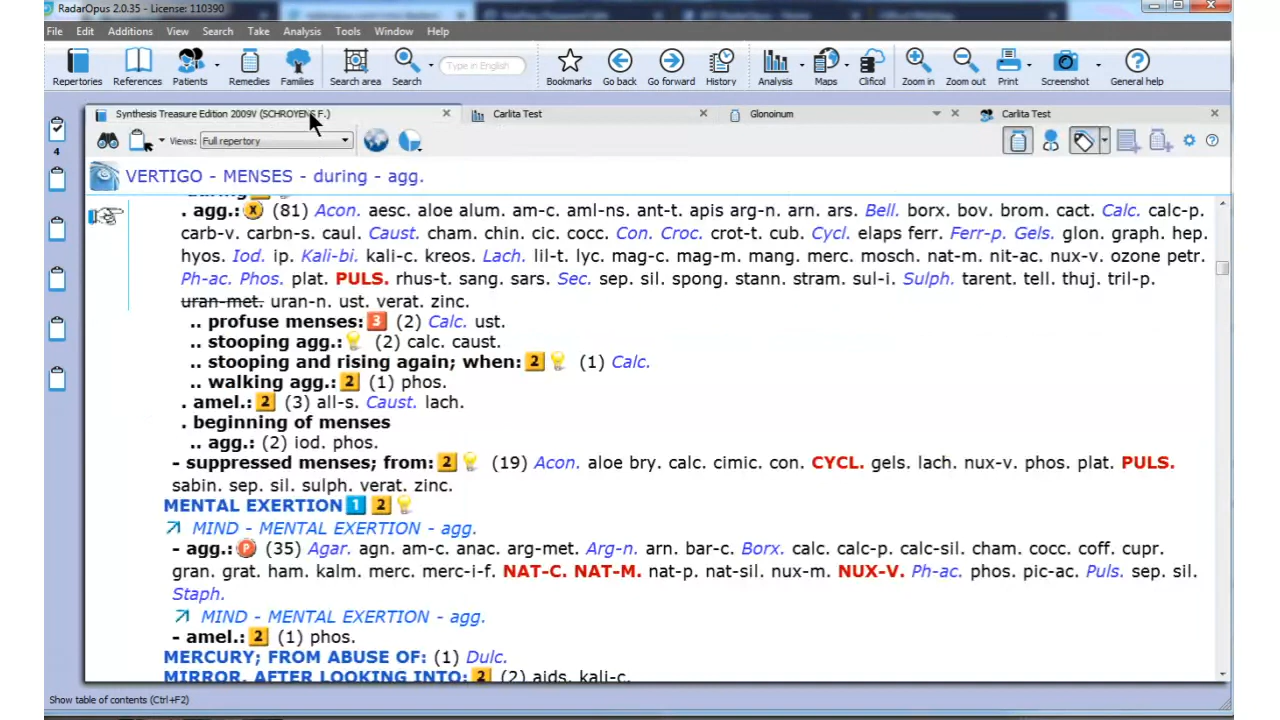 RadarOpus 2.0.35 - License: 110390
File Edit Additions View Search Take Analysis Tools Window Help
Repertories References Patients Remedies Families Search area Search Type in English Bookmarks Go back Go forward History Analysis Maps Clificol Zoom in Zoom out Print Screenshot General help
Synthesis Treasure Edition 2009V (SCHROYENS F.) Carlita Test Glonoinum Carlita Test
Views: Full repertory
4
VERTIGO - MENSES - during - agg.
during
. agg.: X (81) Acon. aesc. aloe alum. am-c. aml-ns. ant-t. apis arg-n. arn. ars. Bell. borx. bov. brom. cact. Calc. calc-p.
carb-v. carbn-s. caul. Caust. cham. chin. cic. cocc. Con. Croc. crot-t. cub. Cycl. elaps ferr. Ferr-p. Gels. glon. graph. hep.
hyos. Iod. ip. Kali-bi. kali-c. kreos. Lach. lil-t. lyc. mag-c. mag-m. mang. merc. mosch. nat-m. nit-ac. nux-v. ozone petr.
Ph-ac. Phos. plat. PULS. rhus-t. sang. sars. Sec. sep. sil. spong. stann. stram. sul-i. Sulph. tarent. tell. thuj. tril-p.
uran-met. uran-n. ust. verat. zinc.
.. profuse menses: 3 (2) Calc. ust.
.. stooping agg.: (2) calc. caust.
.. stooping and rising again; when: 2 (1) Calc.
.. walking agg.: 2 (1) phos.
. amel.: 2 (3) all-s. Caust. lach.
. beginning of menses
.. agg.: (2) iod. phos.
- suppressed menses; from: 2 (19) Acon. aloe bry. calc. cimic. con. CYCL. gels. lach. nux-v. phos. plat. PULS.
sabin. sep. sil. sulph. verat. zinc.
MENTAL EXERTION 1 2
MIND - MENTAL EXERTION - agg.
- agg.: P (35) Agar. agn. am-c. anac. arg-met. Arg-n. arn. bar-c. Borx. calc. calc-p. calc-sil. cham. cocc. coff. cupr.
gran. grat. ham. kalm. merc. merc-i-f. NAT-C. NAT-M. nat-p. nat-sil. nux-m. NUX-V. Ph-ac. phos. pic-ac. Puls. sep. sil.
Staph.
MIND - MENTAL EXERTION - agg.
- amel.: 2 (1) phos.
MERCURY; FROM ABUSE OF: (1) Dulc.
MIRROR, AFTER LOOKING INTO: 2 (2) aids. kali-c.
Show table of contents (Ctrl+F2)